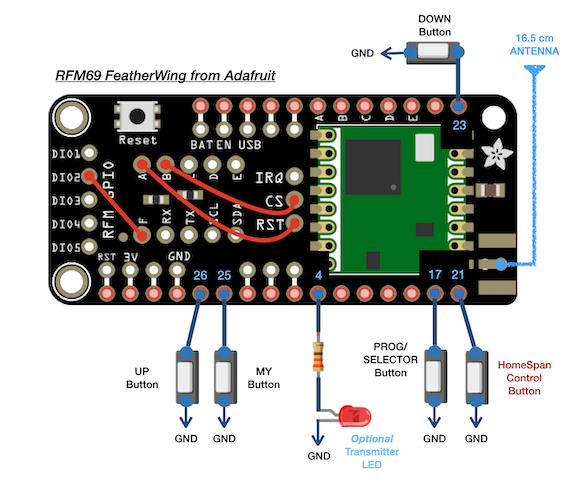 DOWN
Button
16.5 cm
ANTENNA
GND
RFM69 FeatherWing from Adafruit
23
Reset
BAT EN USB
A B C D E
DIO1
DIO2
DIO3
DIO4
DIO5
RFM GPIO
A B C D E
IRQ
CS
RST
F RX TX SCL SDA
RST 3V GND
26 25 4 17 21
UP
Button
MY
Button
PROG/
SELECTOR
Button
HomeSpan
Control
Button
GND
GND
GND
Optional
Transmitter
LED
GND
GND